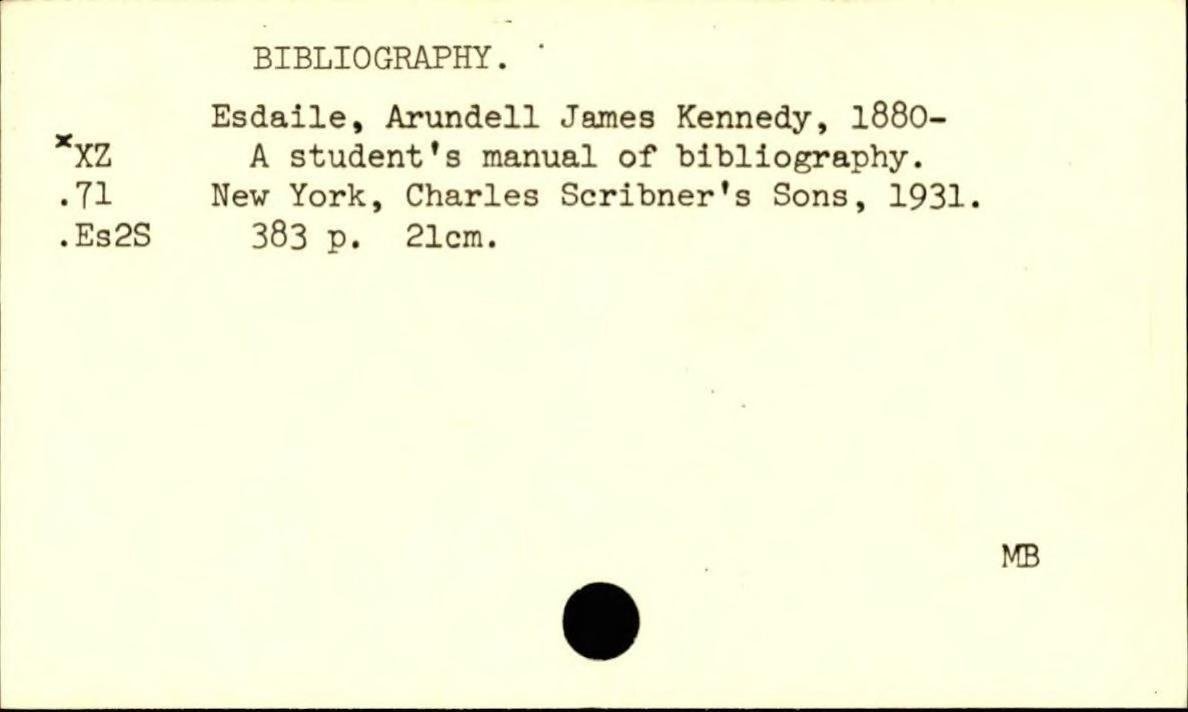 BIBLIOGRAPHY.
Esdaile, Arundell James Kennedy, 1880-
xXZ A student's manual of bibliography.
.71 New York, Charles Scribner's Sons, 1931.
.Es2S 383 p. 21cm.
MB